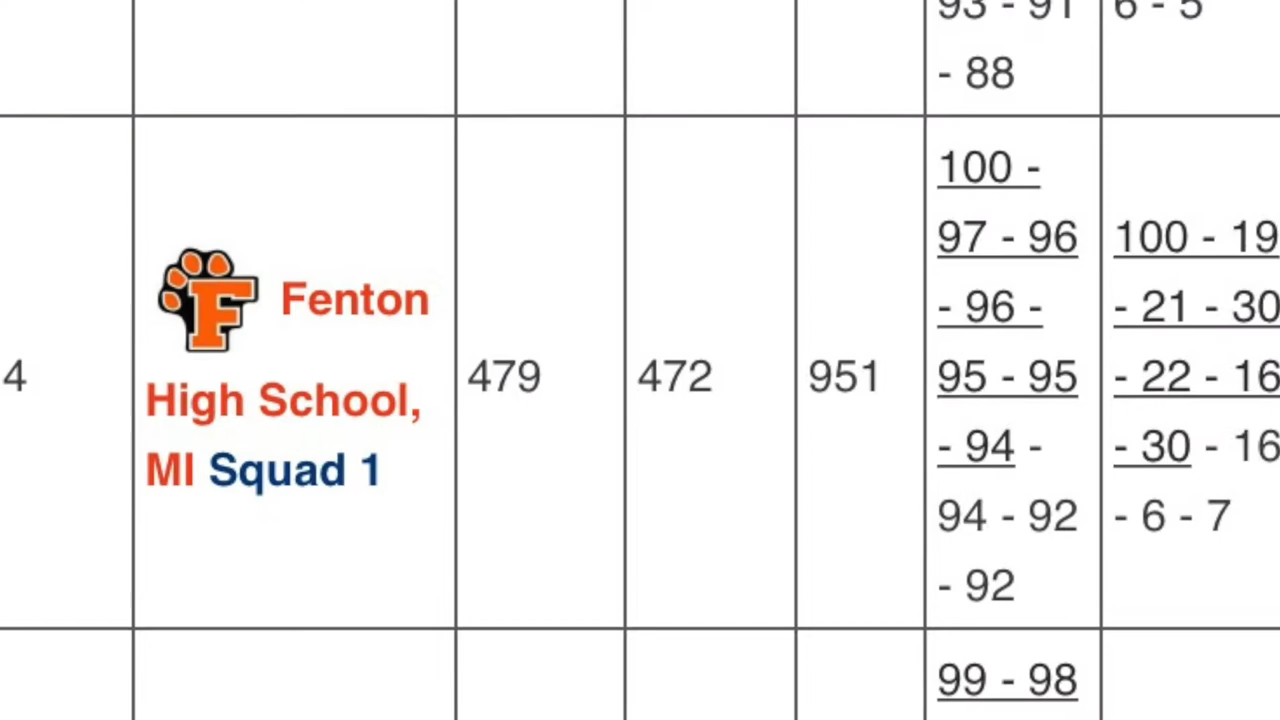 93 - 91
- 88
6 - 5
4
F Fenton
High School,
MI Squad 1
479
472
951
100 -
97 - 96
- 96 -
95 - 95
- 94 -
94 - 92
- 92
100 - 19
- 21 - 30
- 22 - 16
- 30 - 16
- 6 - 7
99 - 98